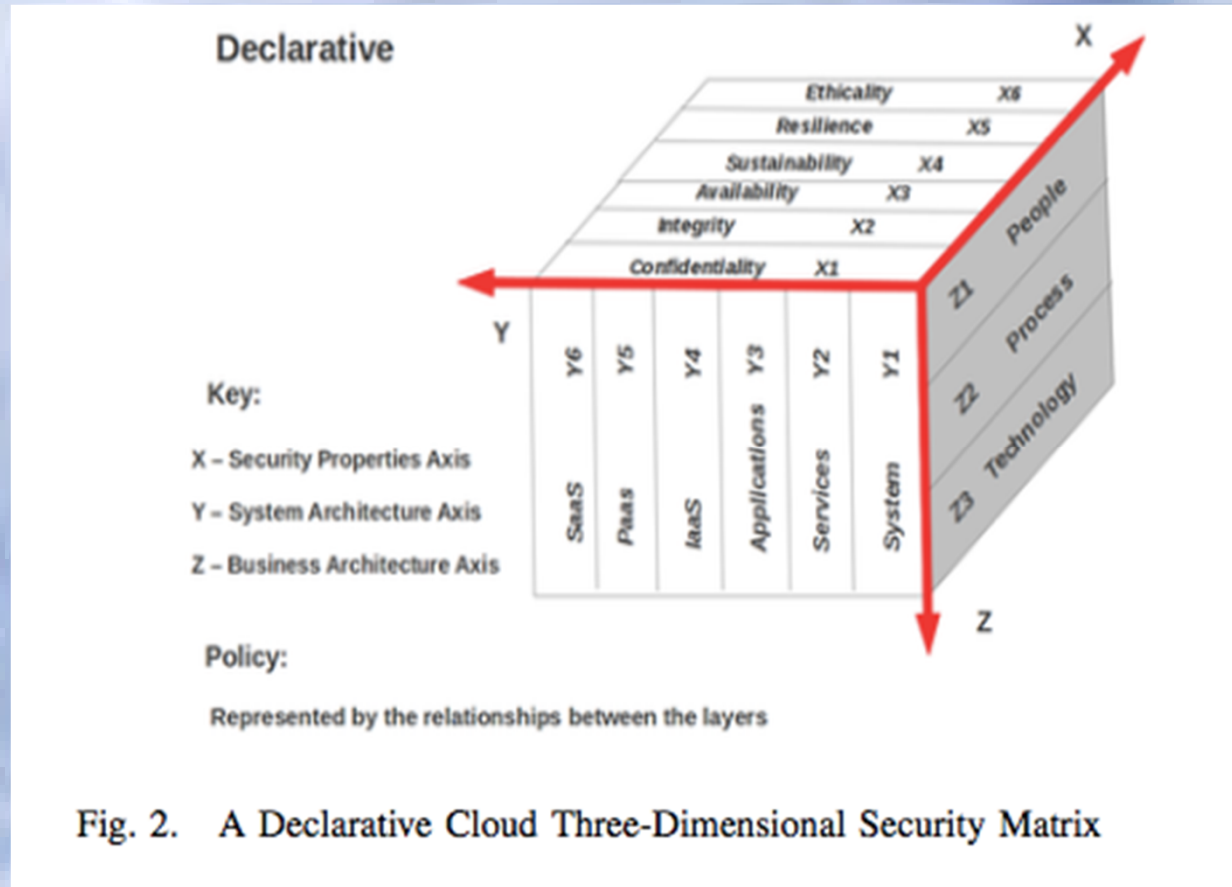 Declarative
X
Ethicality X6
Resilience X5
Sustainability X4
Availability X3
Integrity X2
Confidentiality X1
Y
SaaS Y6
Paas Y5
IaaS Y4
Applications Y3
Services Y2
System Y1
Z1 People
Z2 Process
Z3 Technology
Z
Key:
X – Security Properties Axis
Y – System Architecture Axis
Z – Business Architecture Axis
Policy:
Represented by the relationships between the layers
Fig. 2. A Declarative Cloud Three-Dimensional Security Matrix